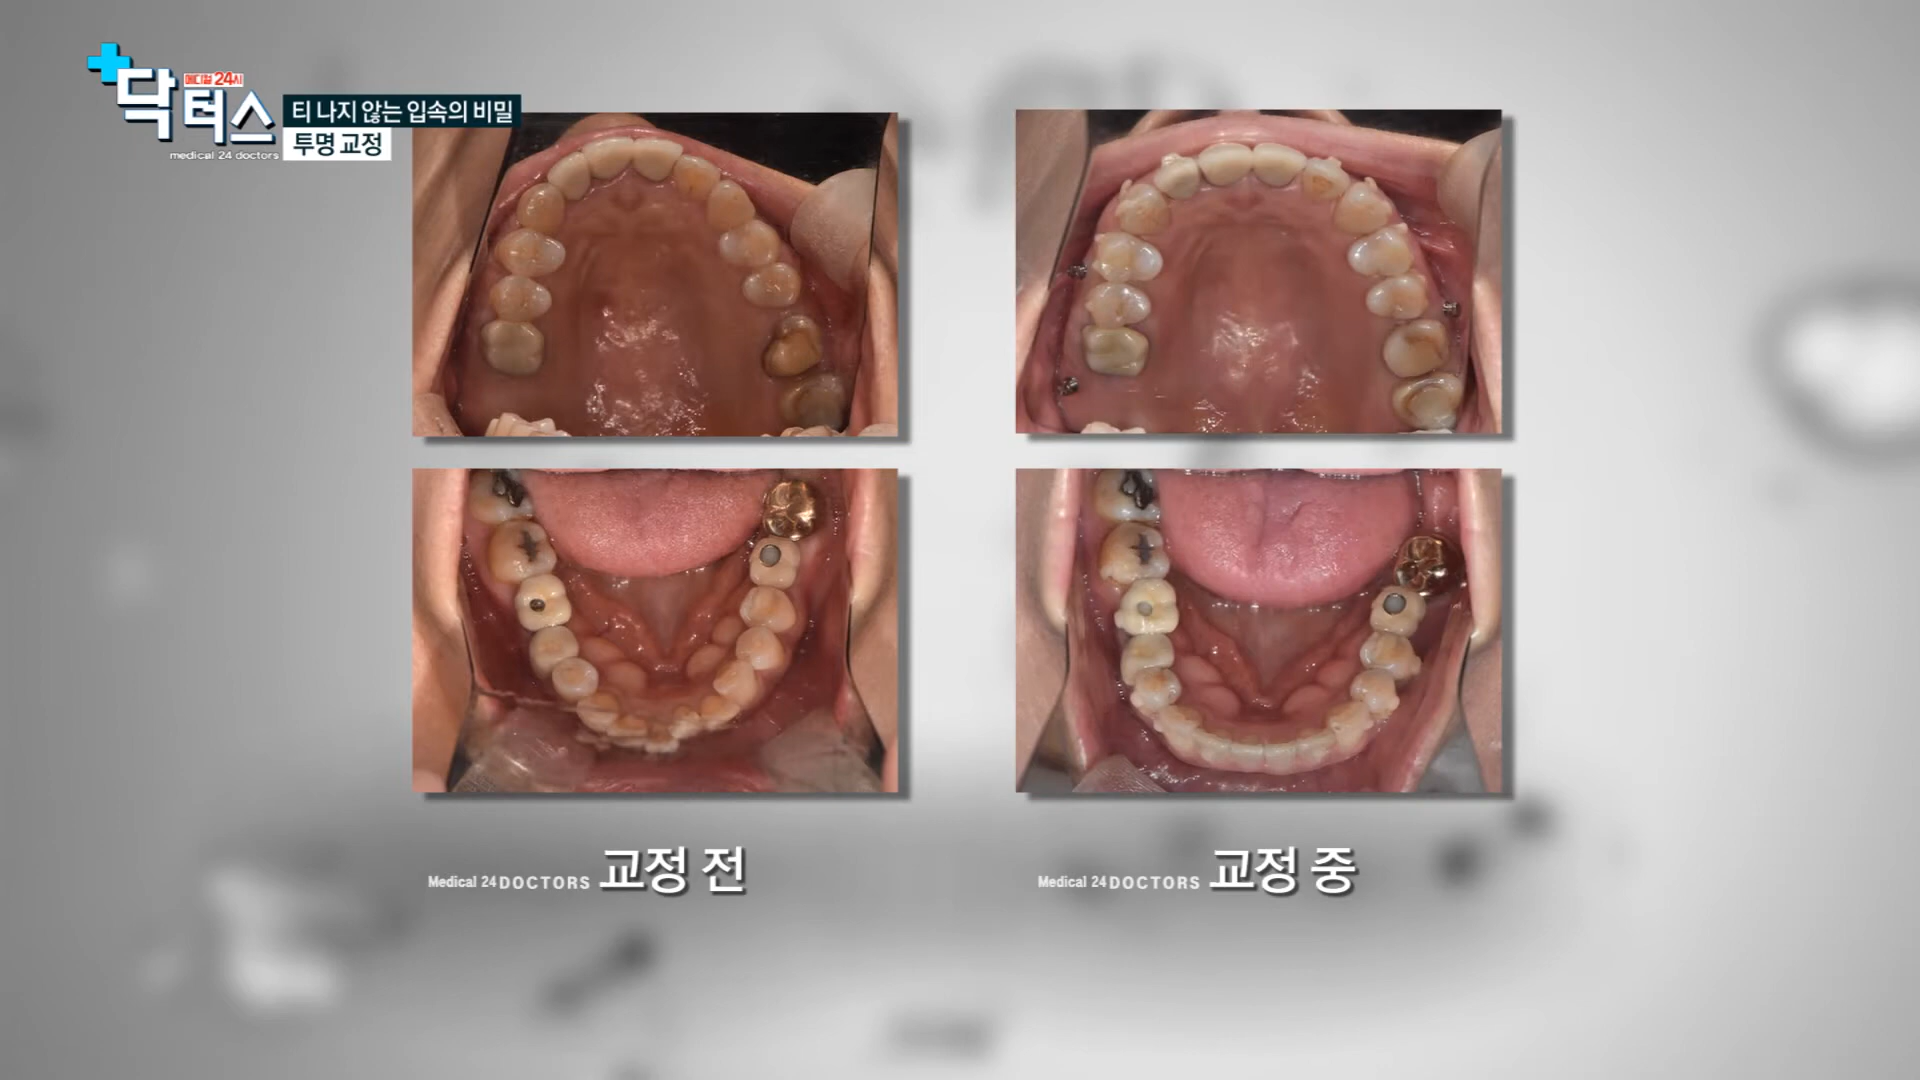 메디컬 24시
닥터스
medical 24 doctors
티 나지 않는 입속의 비밀
투명 교정
Medical 24 DOCTORS 교정 전
Medical 24 DOCTORS 교정 중